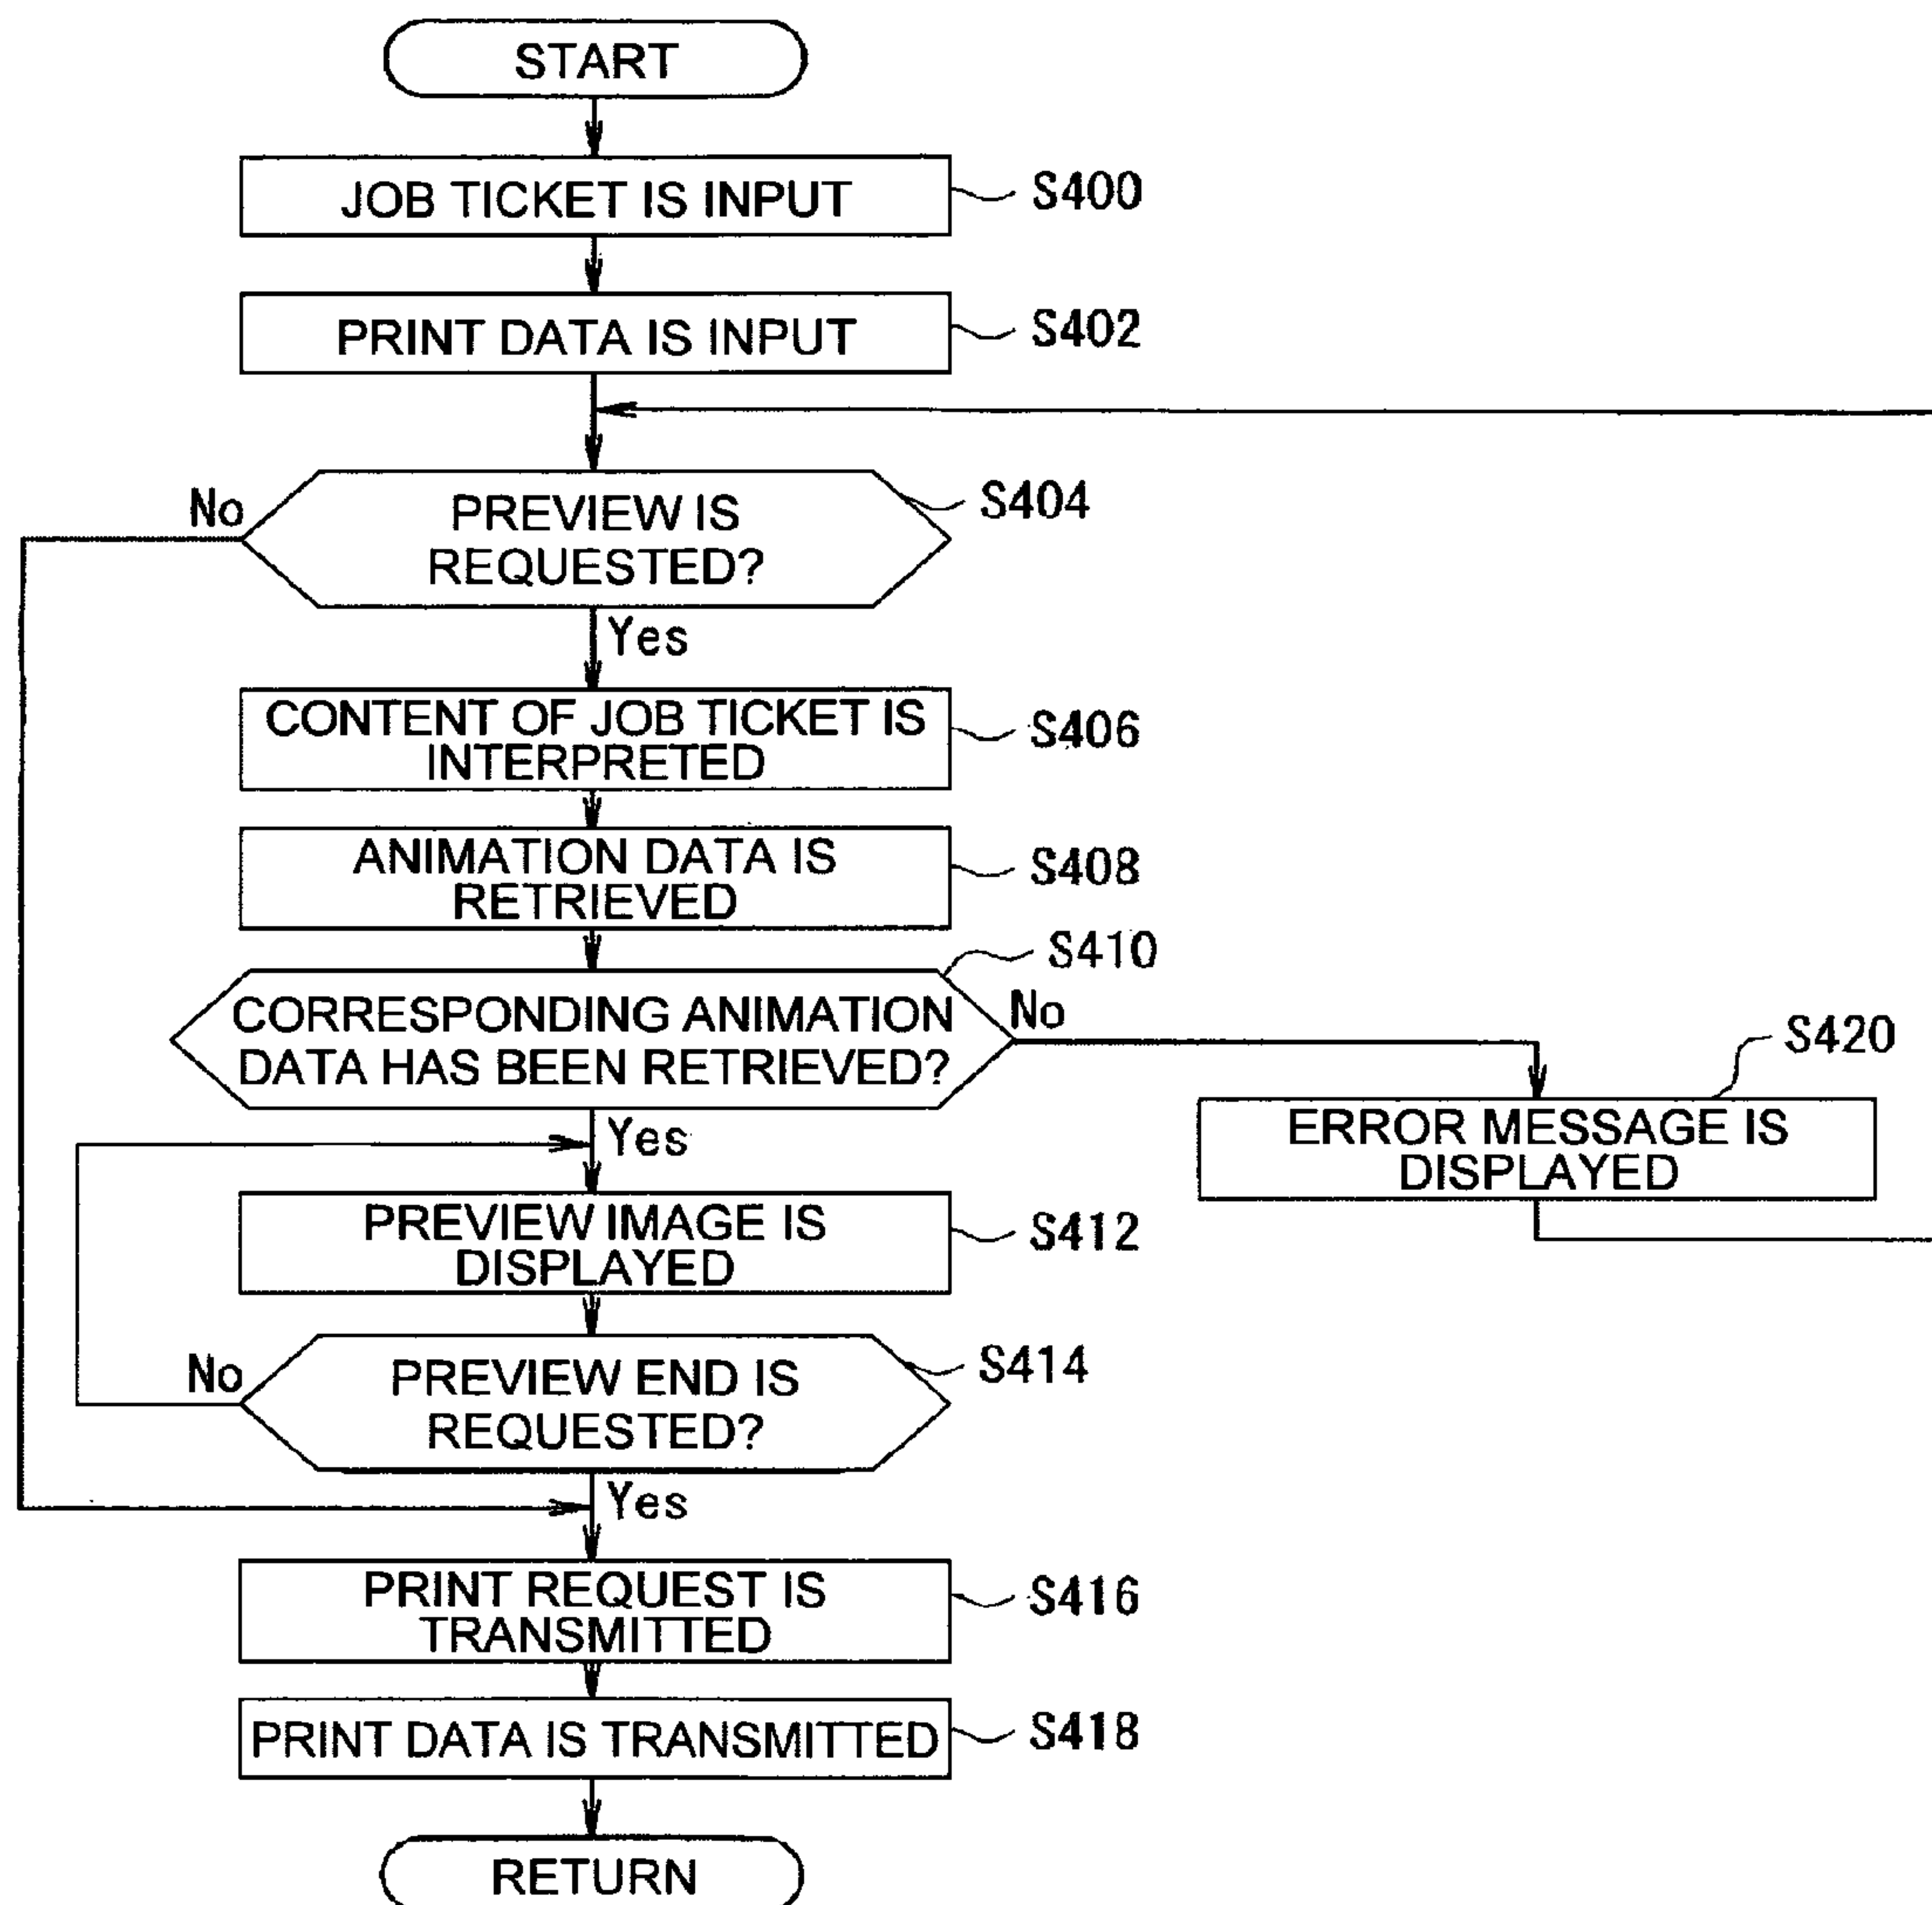 START
JOB TICKET IS INPUT
S400
PRINT DATA IS INPUT
S402
PREVIEW IS
REQUESTED?
S404
No
Yes
CONTENT OF JOB TICKET IS
INTERPRETED
S406
ANIMATION DATA IS
RETRIEVED
S408
CORRESPONDING ANIMATION
DATA HAS BEEN RETRIEVED?
S410
No
Yes
ERROR MESSAGE IS
DISPLAYED
S420
PREVIEW IMAGE IS
DISPLAYED
S412
PREVIEW END IS
REQUESTED?
S414
No
Yes
PRINT REQUEST IS
TRANSMITTED
S416
PRINT DATA IS TRANSMITTED
S418
RETURN